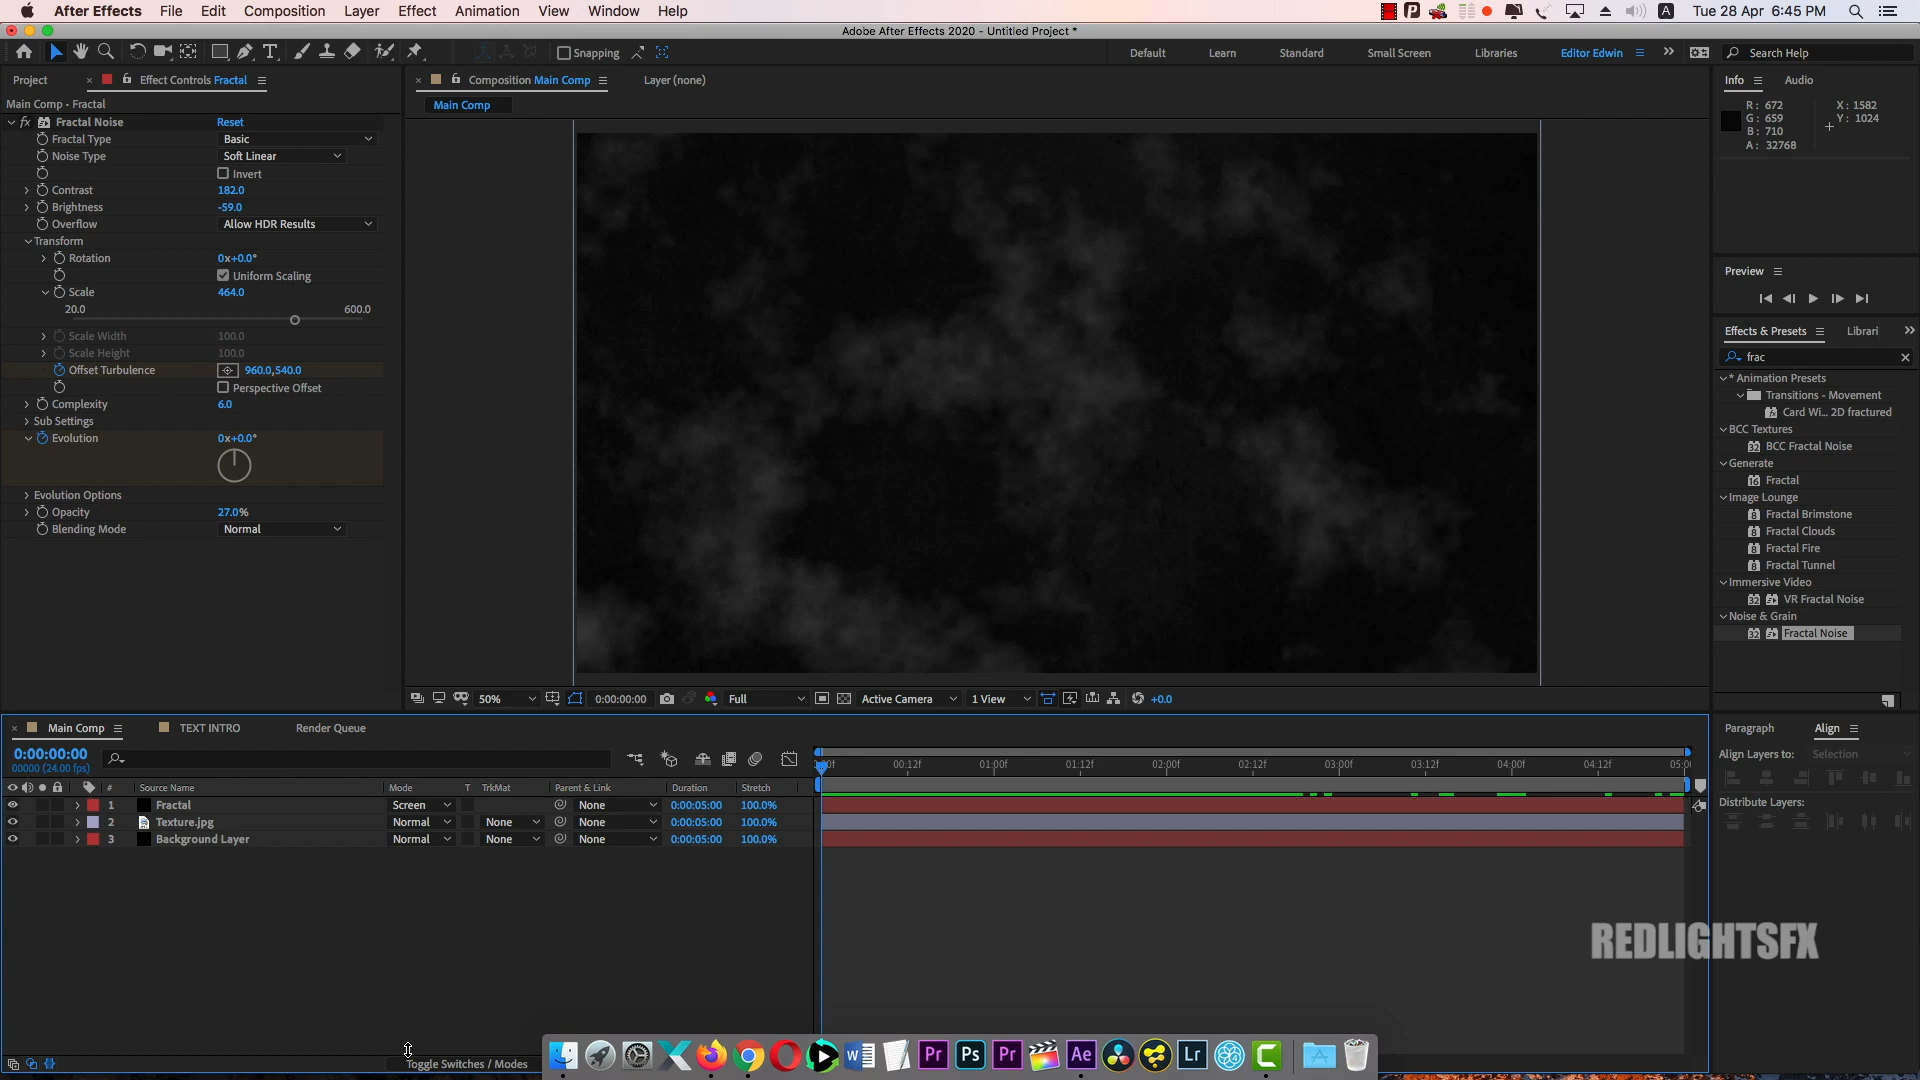 After Effects File Edit Composition Layer Effect Animation View Window Help Tue 28 Apr 6:45 PM
Adobe After Effects 2020 - Untitled Project *
Snapping Default Learn Standard Small Screen Libraries Editor Edwin Search Help
Project Effect Controls Fractal
Main Comp • Fractal
fx Fractal Noise Reset
Fractal Type Basic
Noise Type Soft Linear
Invert
Contrast 182.0
Brightness -59.0
Overflow Allow HDR Results
Transform
Rotation 0x+0.0°
Uniform Scaling
Scale 464.0
20.0 600.0
Scale Width 100.0
Scale Height 100.0
Offset Turbulence 960.0,540.0
Perspective Offset
Complexity 6.0
Sub Settings
Evolution 0x+0.0°
Evolution Options
Opacity 27.0%
Blending Mode Normal
Composition Main Comp Layer (none)
Main Comp
50% 0:00:00:00 Full Active Camera 1 View +0.0
Info Audio
R: 672 X: 1582
G: 659 Y: 1024
B: 710
A: 32768
Preview
Effects & Presets Librari
frac
* Animation Presets
Transitions - Movement
Card Wi... 2D fractured
BCC Textures
BCC Fractal Noise
Generate
Fractal
Image Lounge
Fractal Brimstone
Fractal Clouds
Fractal Fire
Fractal Tunnel
Immersive Video
VR Fractal Noise
Noise & Grain
Fractal Noise
Main Comp TEXT INTRO Render Queue
0:00:00:00
00000 (24.00 fps)
:00f 00:12f 01:00f 01:12f 02:00f 02:12f 03:00f 03:12f 04:00f 04:12f 05:0
# Source Name Mode T TrkMat Parent & Link Duration Stretch
1 Fractal Screen None 0:00:05:00 100.0%
2 Texture.jpg Normal None None 0:00:05:00 100.0%
3 Background Layer Normal None None 0:00:05:00 100.0%
Toggle Switches / Modes
Paragraph Align
Align Layers to: Selection
Distribute Layers:
REDLIGHTSFX
Pr Ps Pr Ae Lr